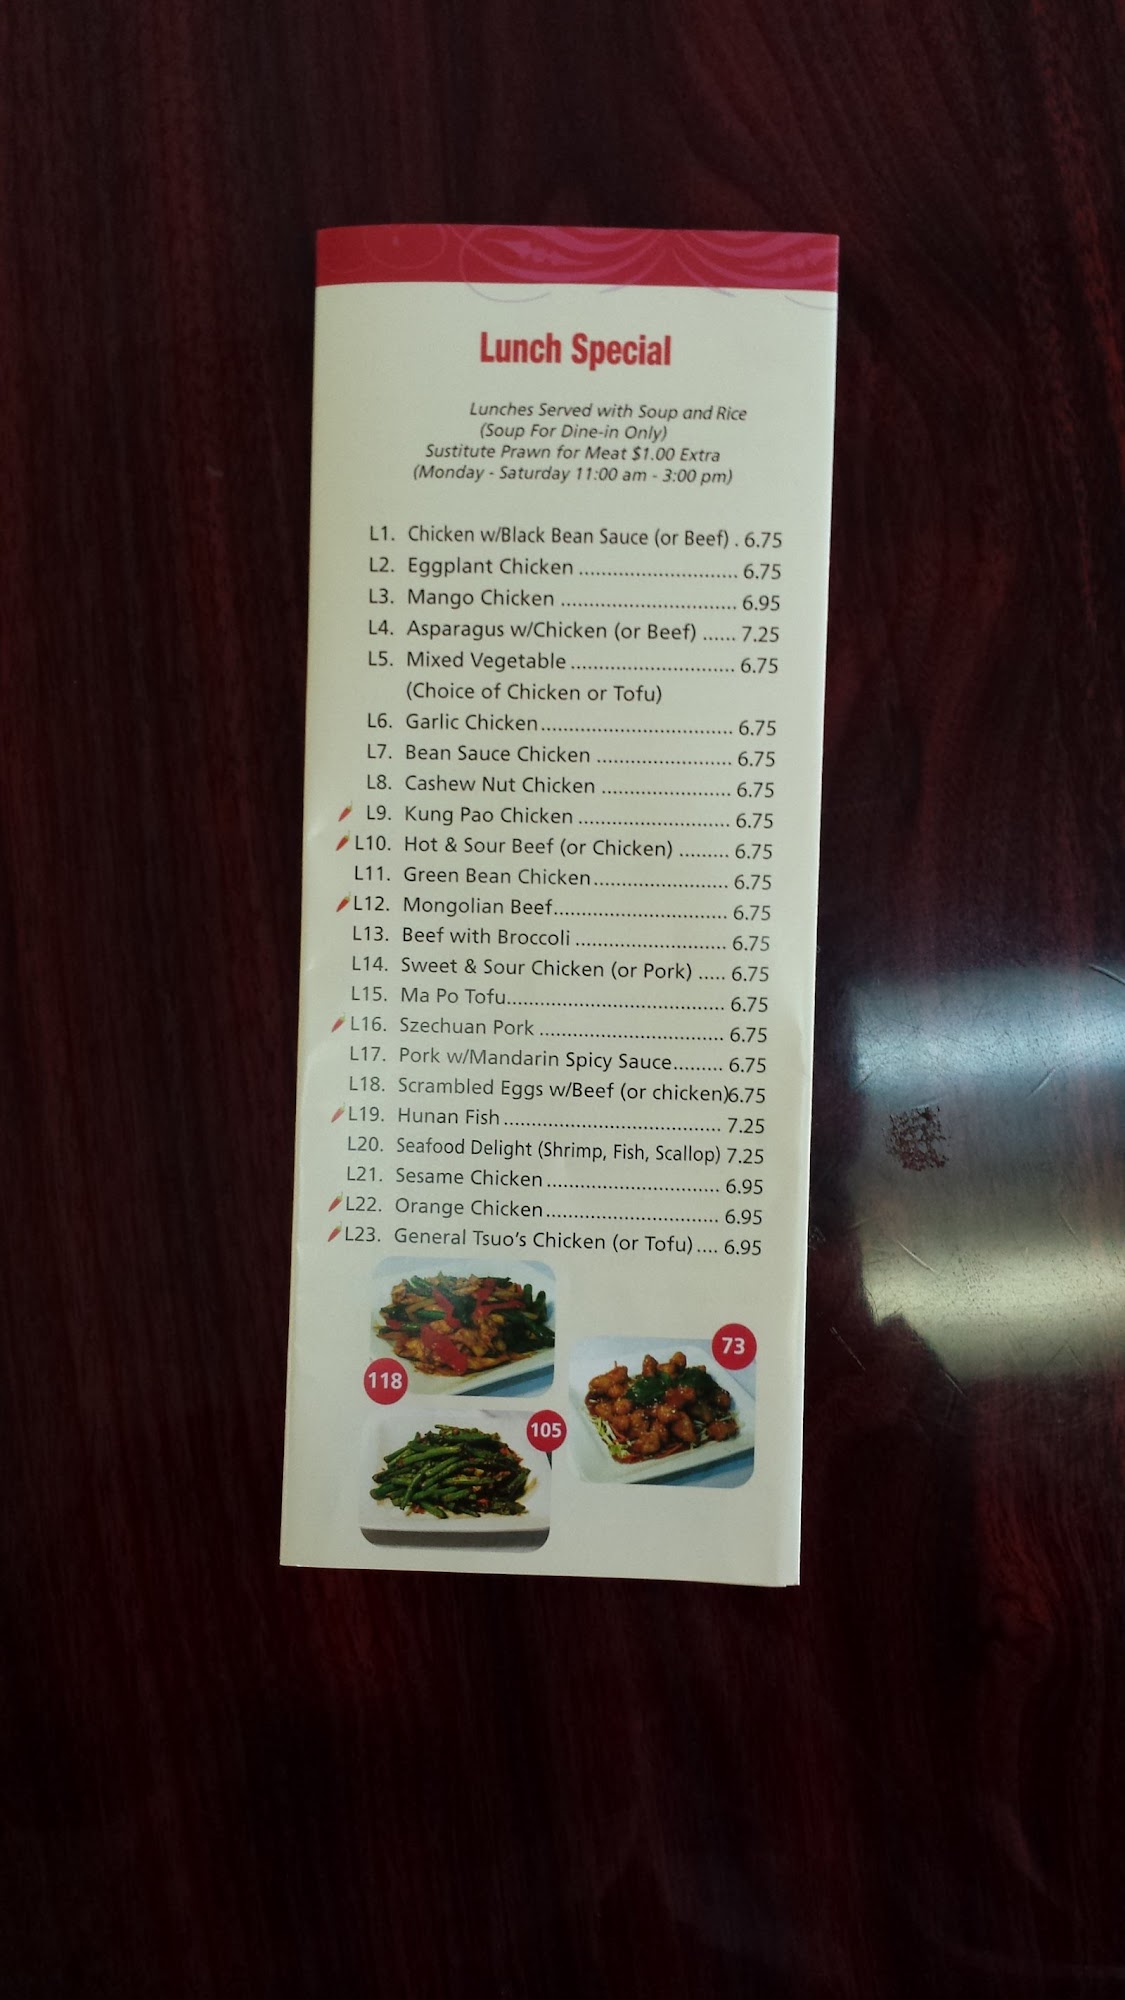 Lunch Special
Lunches Served with Soup and Rice
(Soup For Dine-in Only)
Sustitute Prawn for Meat $1.00 Extra
(Monday - Saturday 11:00 am - 3:00 pm)
L1. Chicken w/Black Bean Sauce (or Beef) . 6.75
L2. Eggplant Chicken ............................ 6.75
L3. Mango Chicken ............................... 6.95
L4. Asparagus w/Chicken (or Beef) ...... 7.25
L5. Mixed Vegetable ............................. 6.75
(Choice of Chicken or Tofu)
L6. Garlic Chicken.................................. 6.75
L7. Bean Sauce Chicken ........................ 6.75
L8. Cashew Nut Chicken ....................... 6.75
L9. Kung Pao Chicken ........................... 6.75
L10. Hot & Sour Beef (or Chicken) ......... 6.75
L11. Green Bean Chicken........................ 6.75
L12. Mongolian Beef............................... 6.75
L13. Beef with Broccoli ........................... 6.75
L14. Sweet & Sour Chicken (or Pork) ..... 6.75
L15. Ma Po Tofu...................................... 6.75
L16. Szechuan Pork ................................ 6.75
L17. Pork w/Mandarin Spicy Sauce......... 6.75
L18. Scrambled Eggs w/Beef (or chicken)6.75
L19. Hunan Fish ...................................... 7.25
L20. Seafood Delight (Shrimp, Fish, Scallop) 7.25
L21. Sesame Chicken ............................... 6.95
L22. Orange Chicken............................... 6.95
L23. General Tsuo's Chicken (or Tofu) .... 6.95
118
73
105